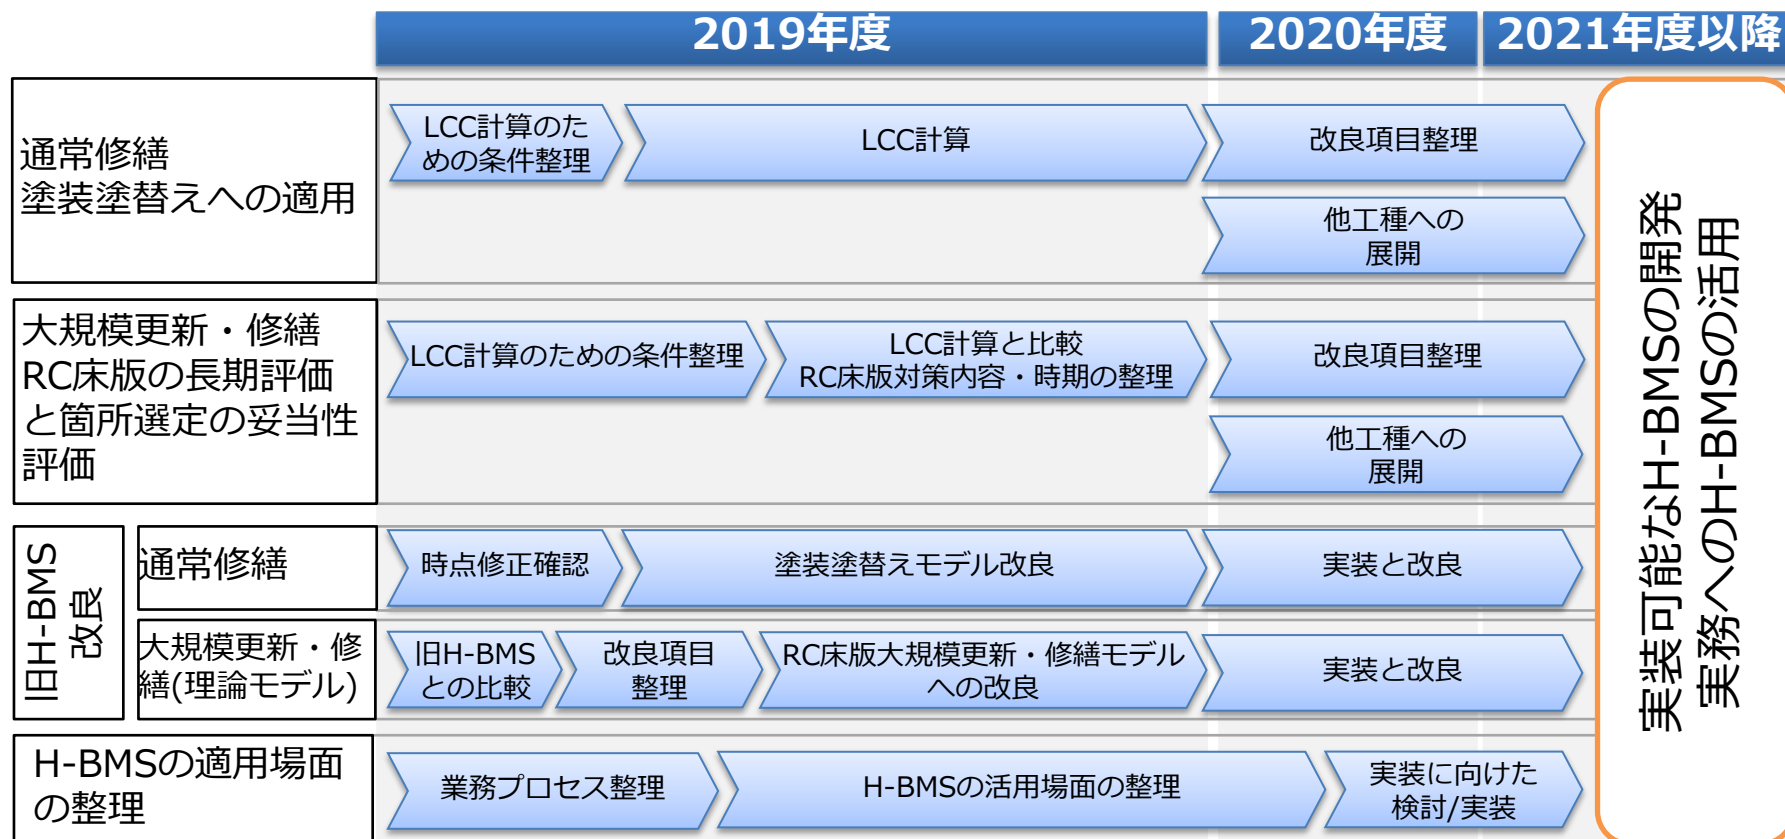 2019年度
2020年度
2021年度以降
通常修繕
塗装塗替えへの適用
LCC計算のた
めの条件整理
LCC計算
改良項目整理
他工種への
展開
大規模更新・修繕
RC床版の長期評価
と箇所選定の妥当性
評価
LCC計算のための条件整理
LCC計算と比較
RC床版対策内容・時期の整理
改良項目整理
他工種への
展開
旧H-BMS
改良
通常修繕
時点修正確認
塗装塗替えモデル改良
実装と改良
大規模更新・修
繕(理論モデル)
旧H-BMS
との比較
改良項目
整理
RC床版大規模更新・修繕モデル
への改良
実装と改良
H-BMSの適用場面
の整理
業務プロセス整理
H-BMSの活用場面の整理
実装に向けた
検討/実装
実装可能なH-BMSの開発
実務へのH-BMSの活用